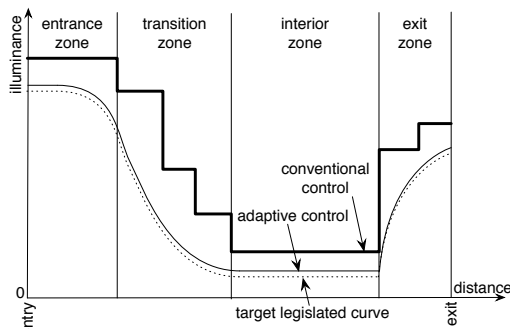 entrance
zone
transition
zone
interior
zone
exit
zone
illuminance
conventional
control
adaptive control
0
distance
target legislated curve
ntry
exit